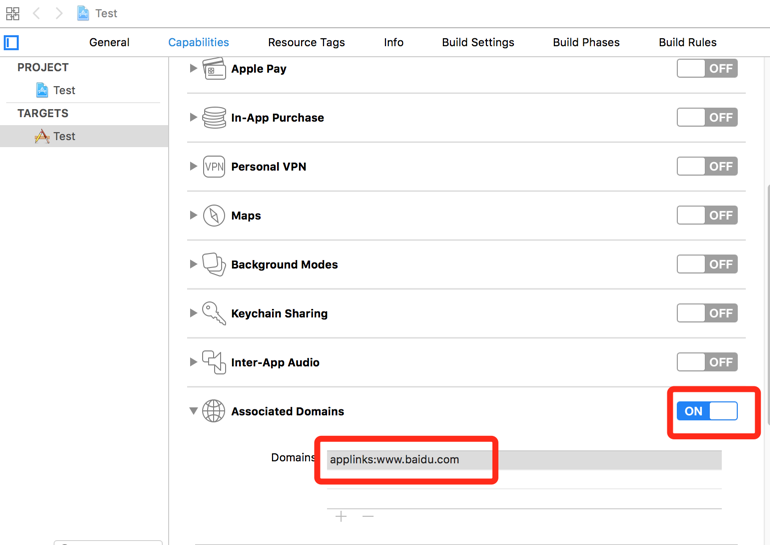 Test
General Capabilities Resource Tags Info Build Settings Build Phases Build Rules
PROJECT
Test
TARGETS
Test
Apple Pay OFF
In-App Purchase OFF
VPN Personal VPN OFF
Maps OFF
Background Modes OFF
Keychain Sharing OFF
Inter-App Audio OFF
Associated Domains ON
Domains applinks:www.baidu.com